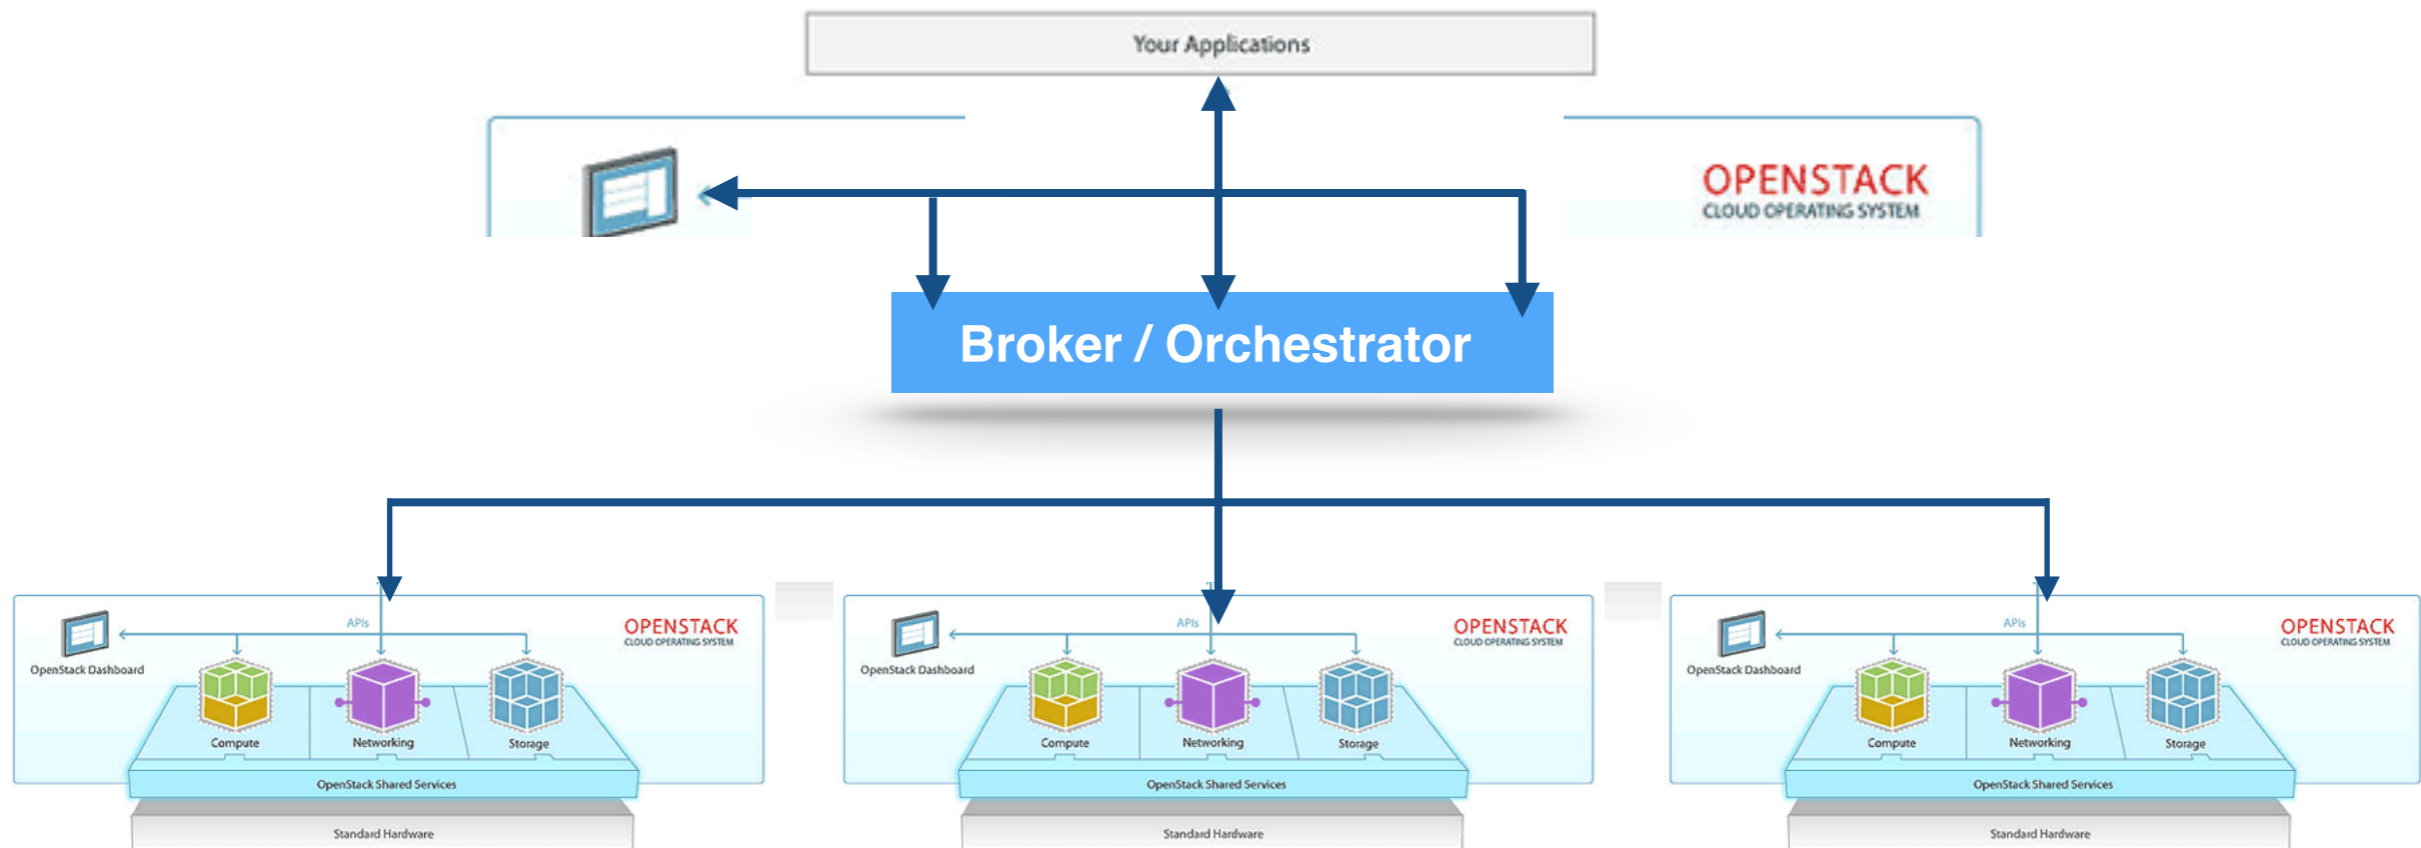 Your Applications
OPENSTACK
CLOUD OPERATING SYSTEM
Broker / Orchestrator
APIs
OPENSTACK
CLOUD OPERATING SYSTEM
OpenStack Dashboard
Compute
Networking
Storage
OpenStack Shared Services
Standard Hardware
APIs
OPENSTACK
CLOUD OPERATING SYSTEM
OpenStack Dashboard
Compute
Networking
Storage
OpenStack Shared Services
Standard Hardware
APIs
OPENSTACK
CLOUD OPERATING SYSTEM
OpenStack Dashboard
Compute
Networking
Storage
OpenStack Shared Services
Standard Hardware